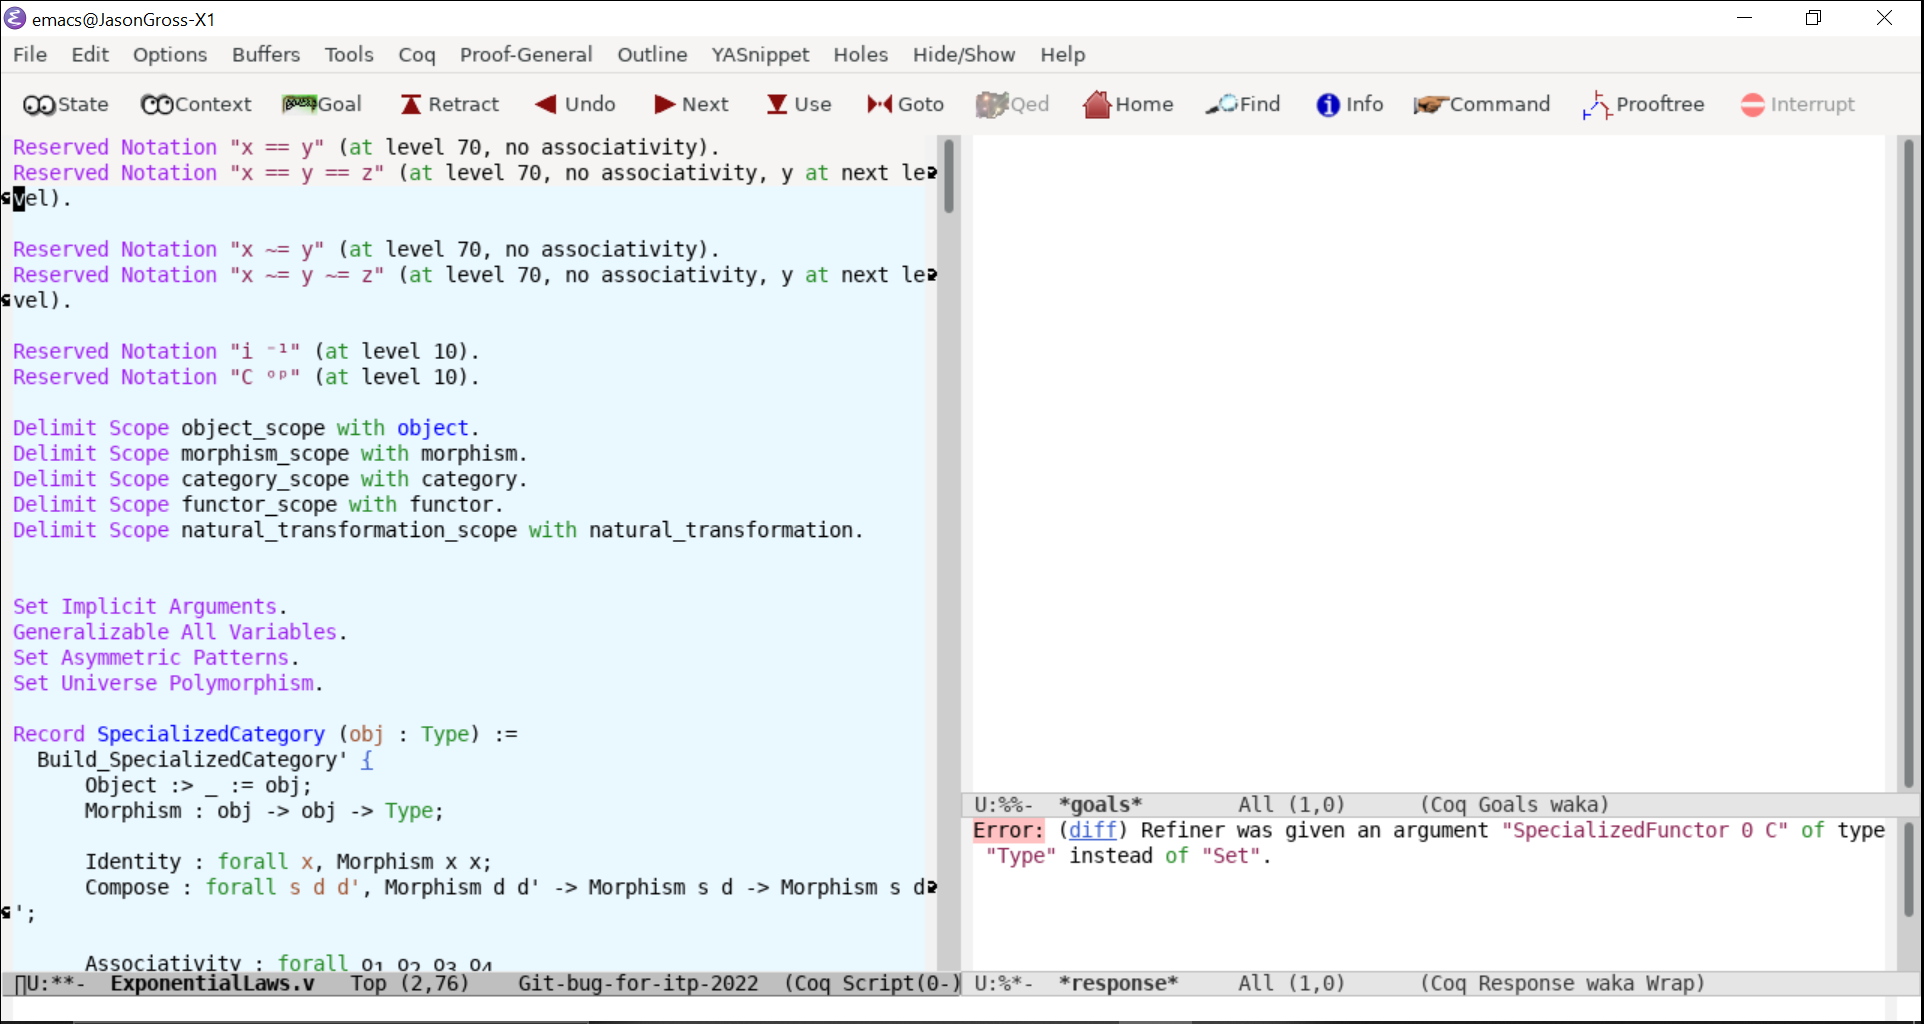 emacs@JasonGross-X1
File Edit Options Buffers Tools Coq Proof-General Outline YASnippet Holes Hide/Show Help
State Context Goal Retract Undo Next Use Goto Qed Home Find Info Command Prooftree Interrupt
Reserved Notation "x == y" (at level 70, no associativity).
Reserved Notation "x == y == z" (at level 70, no associativity, y at next le
vel).
Reserved Notation "x ~= y" (at level 70, no associativity).
Reserved Notation "x ~= y ~= z" (at level 70, no associativity, y at next le
vel).
Reserved Notation "i ⁻¹" (at level 10).
Reserved Notation "C ᵒᵖ" (at level 10).
Delimit Scope object_scope with object.
Delimit Scope morphism_scope with morphism.
Delimit Scope category_scope with category.
Delimit Scope functor_scope with functor.
Delimit Scope natural_transformation_scope with natural_transformation.
Set Implicit Arguments.
Generalizable All Variables.
Set Asymmetric Patterns.
Set Universe Polymorphism.
Record SpecializedCategory (obj : Type) :=
Build_SpecializedCategory' {
Object :> _ := obj;
Morphism : obj -> obj -> Type;
Identity : forall x, Morphism x x;
Compose : forall s d d', Morphism d d' -> Morphism s d -> Morphism s d
';
Associativity : forall o1 o2 o3 o4
U:**- ExponentialLaws.v Top (2,76) Git-bug-for-itp-2022 (Coq Script(0-)
U:%%- *goals* All (1,0) (Coq Goals waka)
Error: (diff) Refiner was given an argument "SpecializedFunctor 0 C" of type
"Type" instead of "Set".
U:%*- *response* All (1,0) (Coq Response waka Wrap)